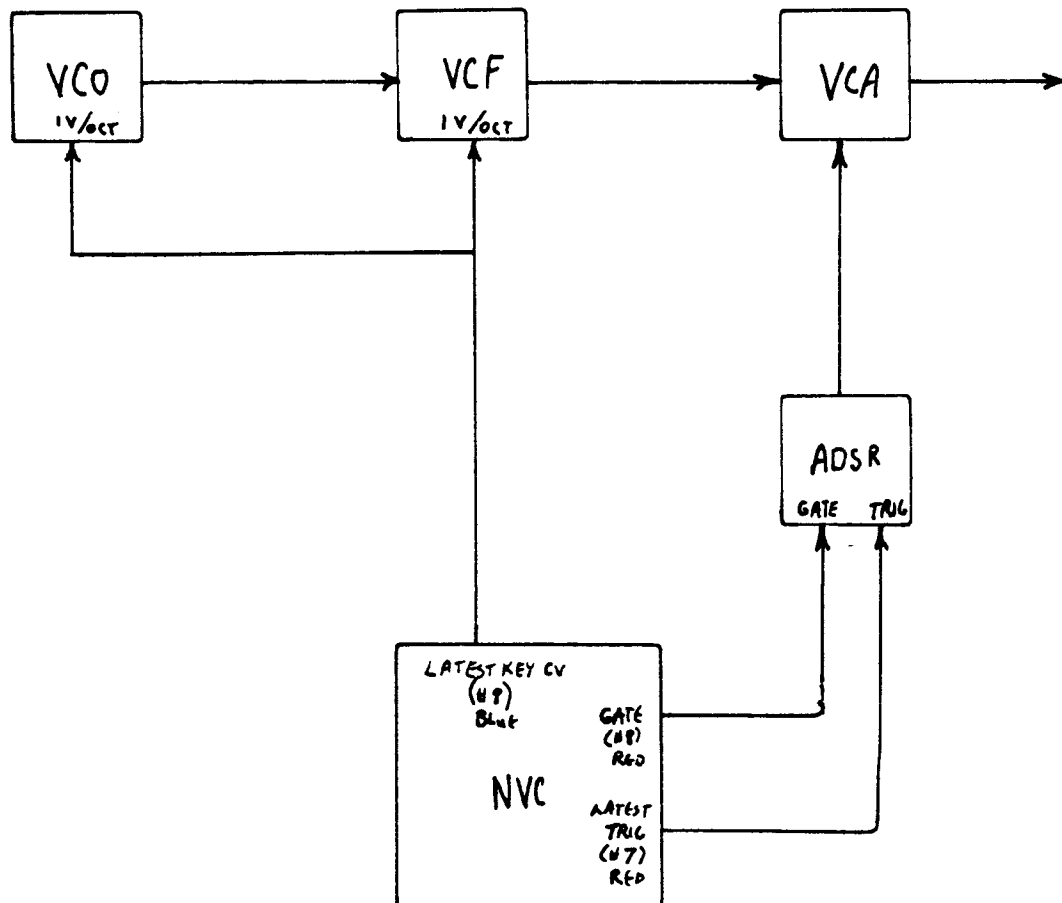 VCO
1V/OCT
VCF
1V/OCT
VCA
ADSR
GATE TRIG
LATEST KEY CV
(#9)
BLUE
GATE
(#8)
RED
NVC
LATEST
TRIG
(#7)
RED